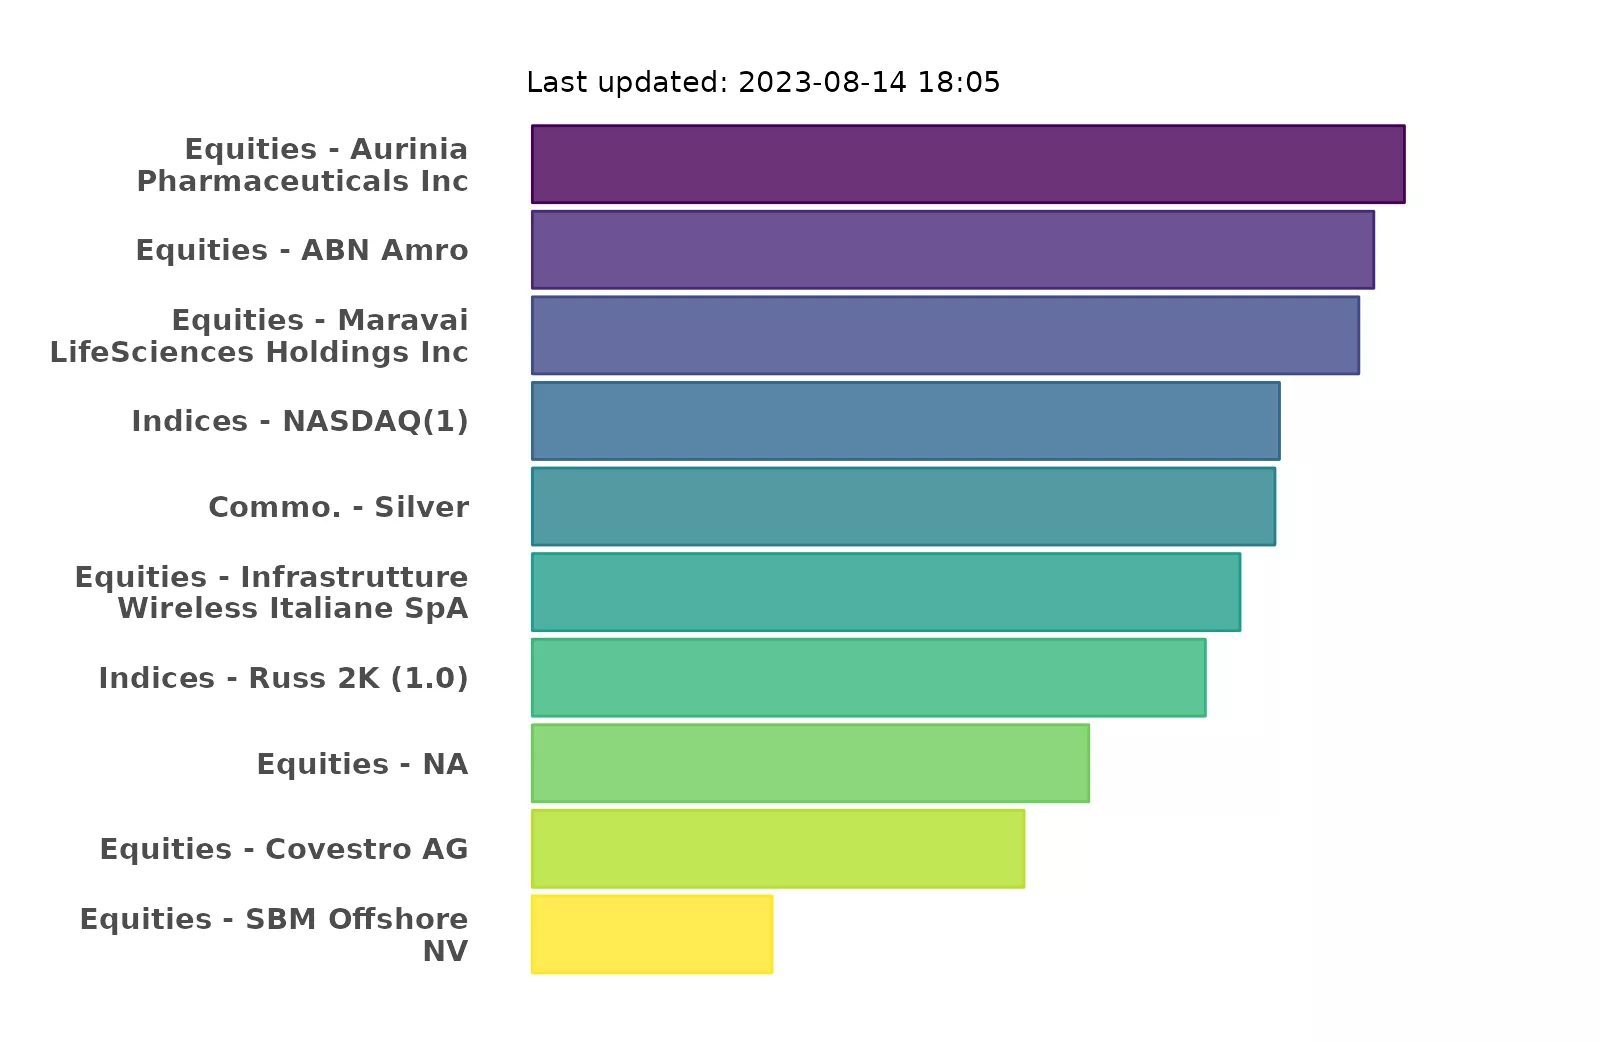 Last updated: 2023-08-14 18:05
Equities - Aurinia
Pharmaceuticals Inc
Equities - ABN Amro
Equities - Maravai
LifeSciences Holdings Inc
Indices - NASDAQ(1)
Commo. - Silver
Equities - Infrastrutture
Wireless Italiane SpA
Indices - Russ 2K (1.0)
Equities - NA
Equities - Covestro AG
Equities - SBM Offshore
NV